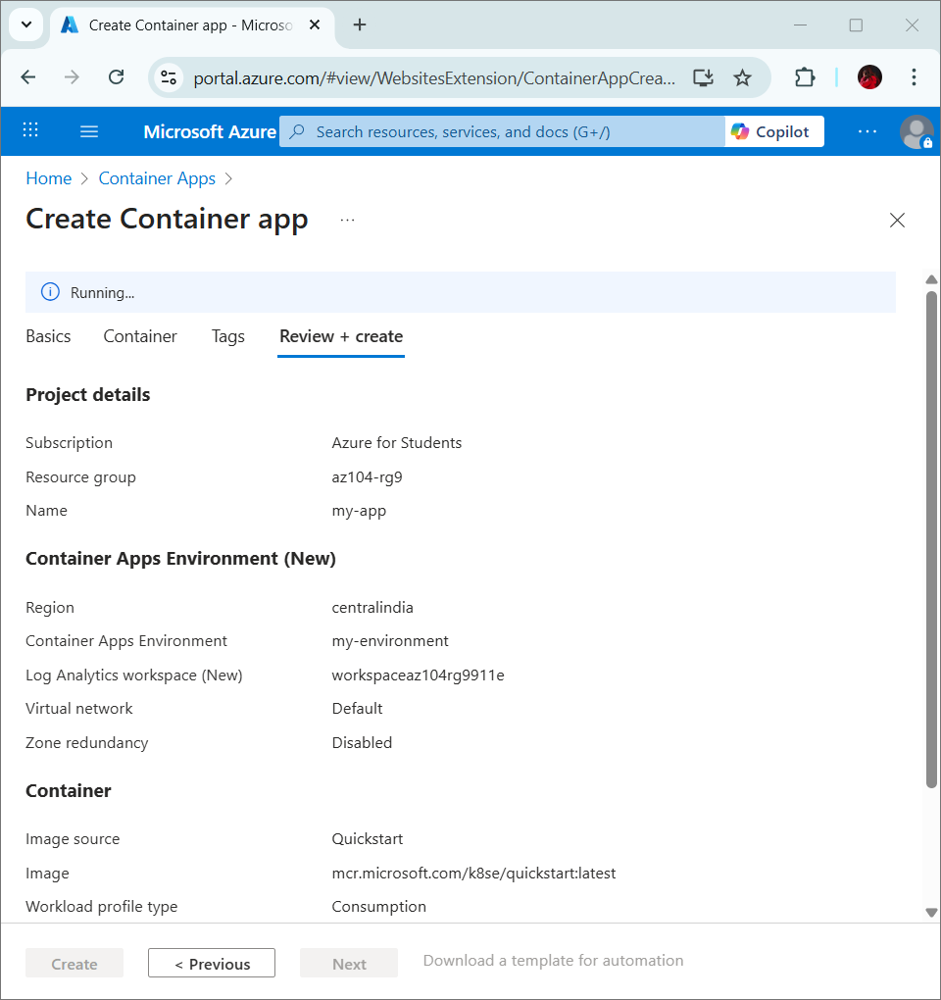 Create Container app - Microso
portal.azure.com/#view/WebsitesExtension/ContainerAppCrea...
Microsoft Azure Search resources, services, and docs (G+/) Copilot ...
Home > Container Apps >
Create Container app ...
Running...
Basics Container Tags Review + create
Project details
Subscription Azure for Students
Resource group az104-rg9
Name my-app
Container Apps Environment (New)
Region centralindia
Container Apps Environment my-environment
Log Analytics workspace (New) workspaceaz104rg9911e
Virtual network Default
Zone redundancy Disabled
Container
Image source Quickstart
Image mcr.microsoft.com/k8se/quickstart:latest
Workload profile type Consumption
Create < Previous Next Download a template for automation